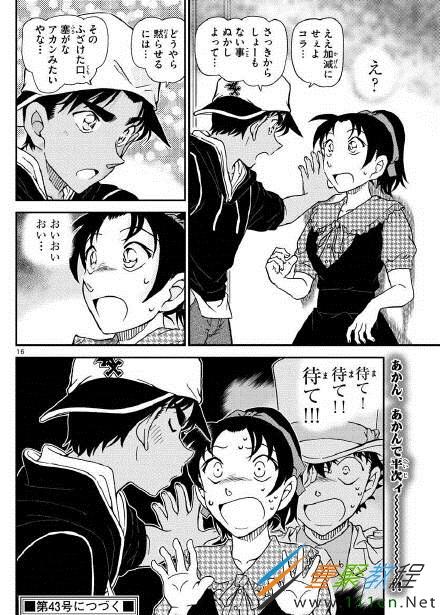 ええ加減に
せぇよ
コラ…
え?
さっきから
しょーも
ない事
ぬかし
よって…
どうやら
黙らせる
には…
その
ふざけた口、
塞がな
アカンみたい
やな…
おいおい
おい…
16
待て!
待て!!
待て!!!
あかん、あかんで平次ィ〜
■第43号につづく■